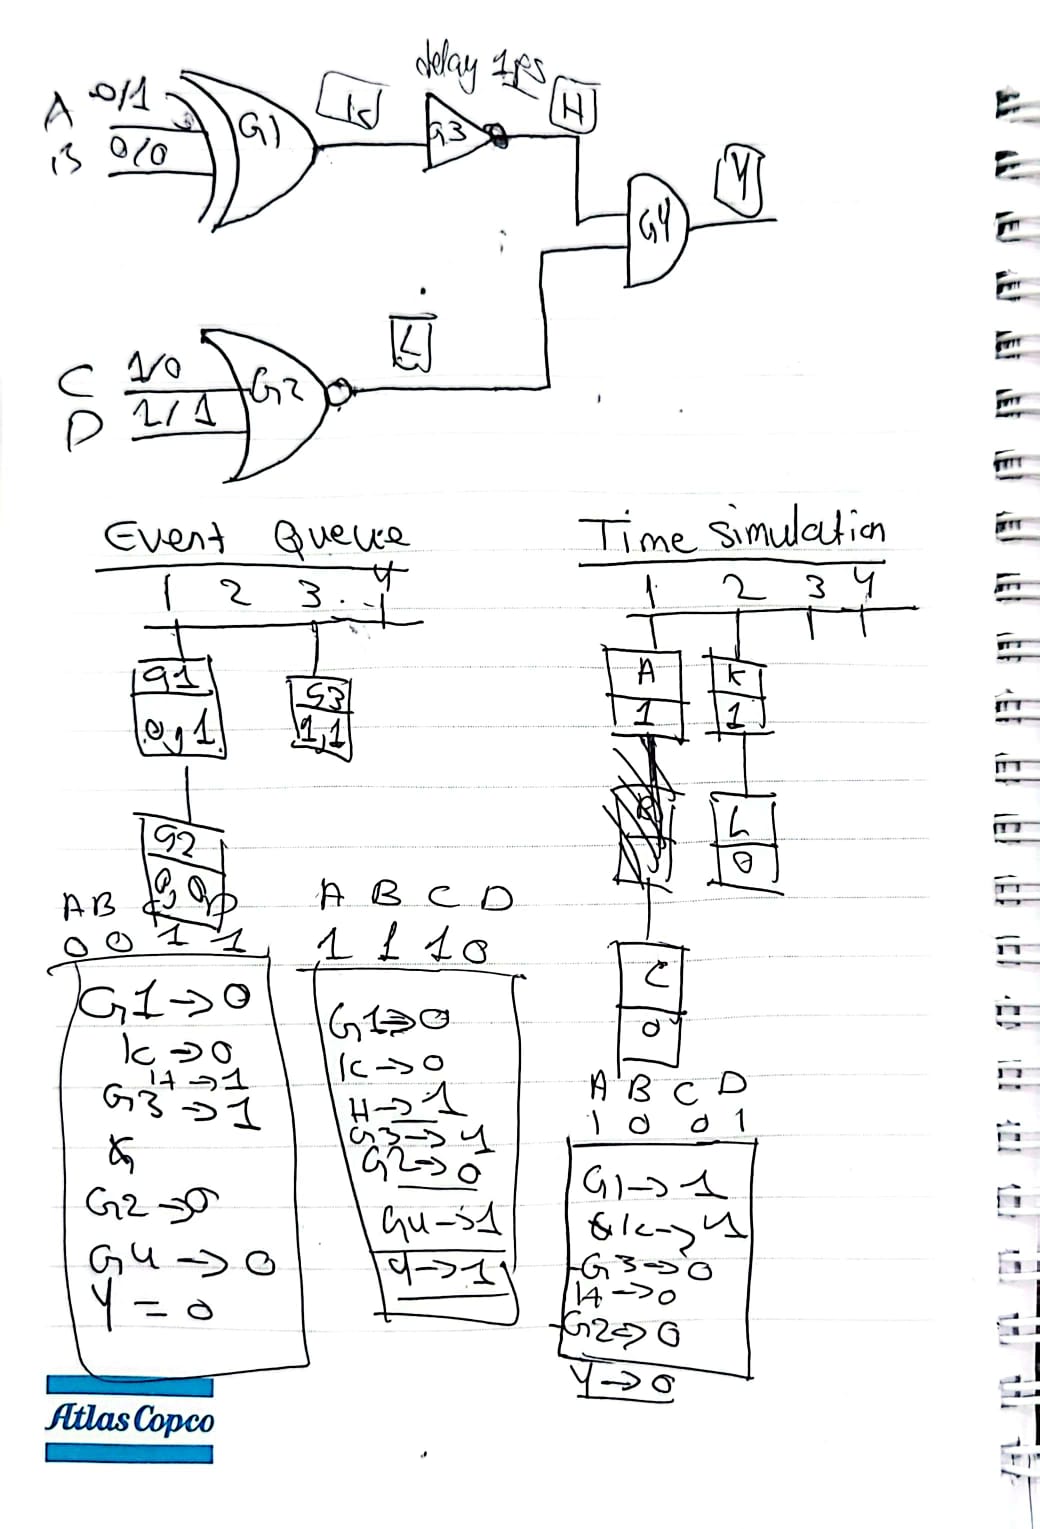 delay 1ps
A 0/1
B 0/0
G1
K
G3
H
Y
G4
L
C 1/0
D 1/1
G2
Event Queue
1 2 3 4
G1
0,1
G3
1,1
G2
Time simulation
1 2 3 4
A
1
K
1
L
0
C
0
A B C D
0 0 1 1
G1→0
K→0
H→1
G3→1
G2→0
G4→0
Y=0
A B C D
1 1 1 0
G1→0
K→0
H→1
G3→1
G2→0
G4→1
Y→1
A B C D
1 0 0 1
G1→1
K→1
G3→0
H→0
G2→0
Y→0
Atlas Copco